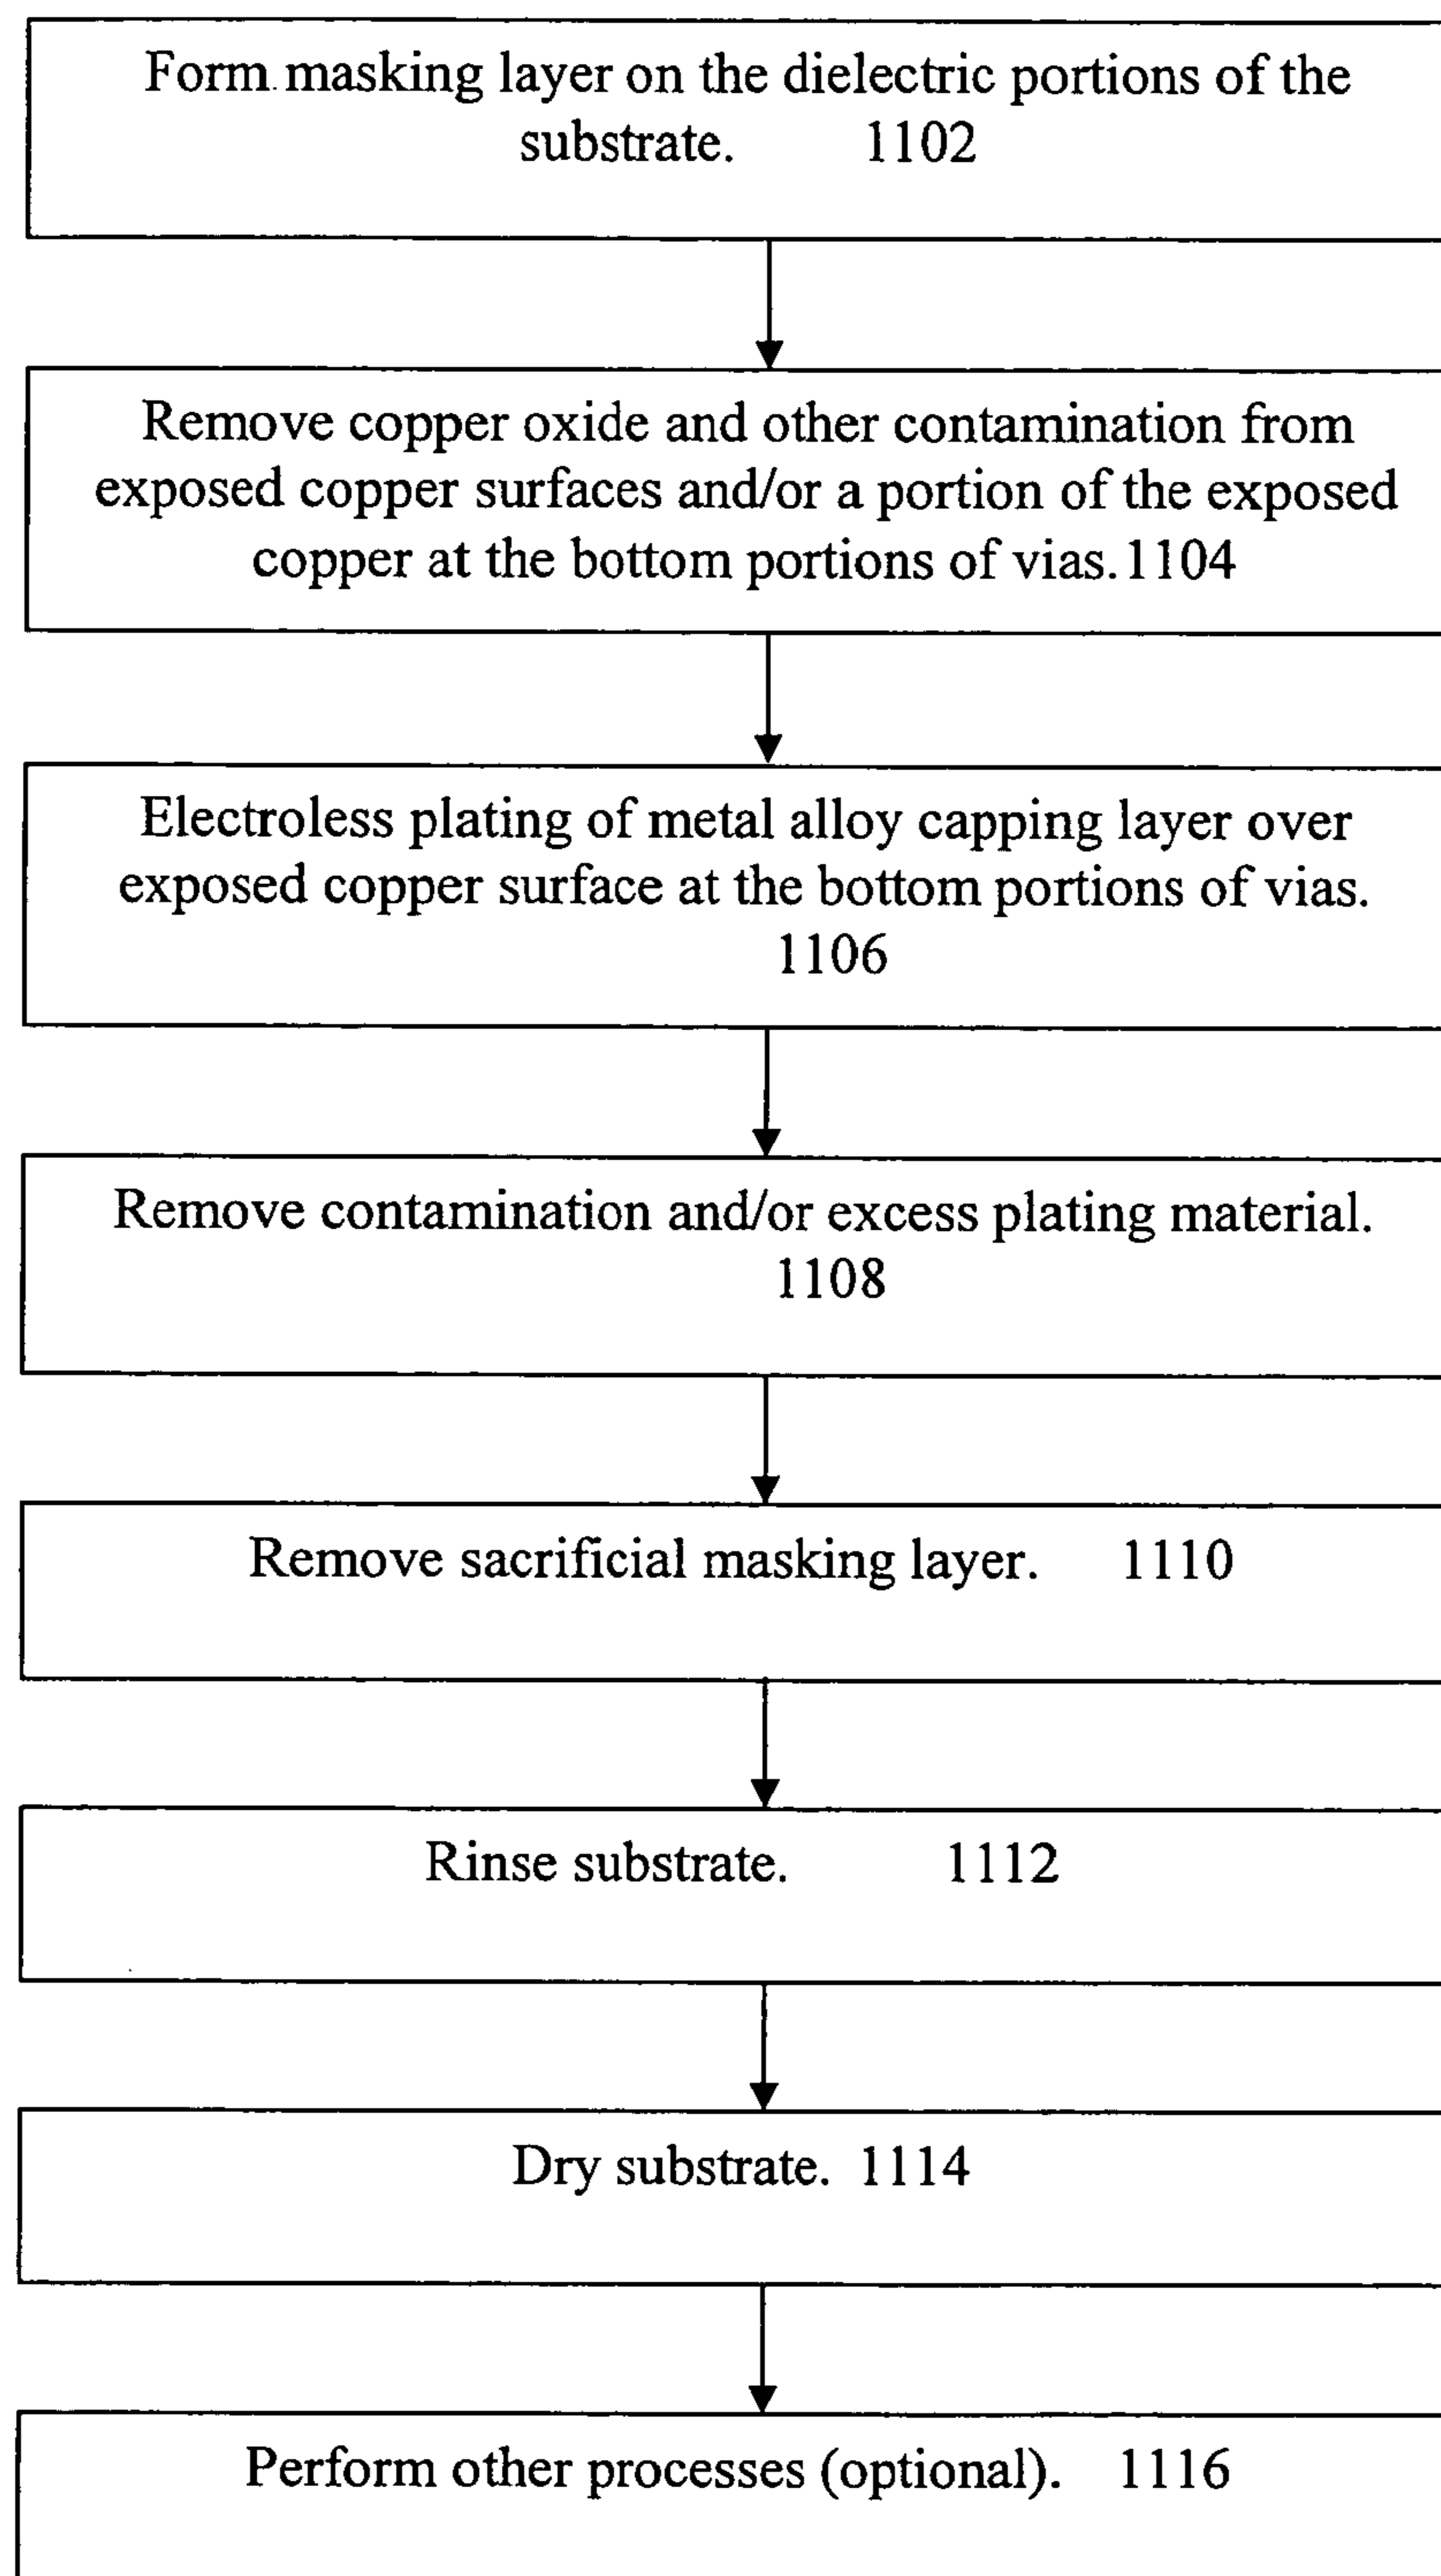 Form masking layer on the dielectric portions of the
substrate. 1102
Remove copper oxide and other contamination from
exposed copper surfaces and/or a portion of the exposed
copper at the bottom portions of vias. 1104
Electroless plating of metal alloy capping layer over
exposed copper surface at the bottom portions of vias.
1106
Remove contamination and/or excess plating material.
1108
Remove sacrificial masking layer. 1110
Rinse substrate. 1112
Dry substrate. 1114
Perform other processes (optional). 1116